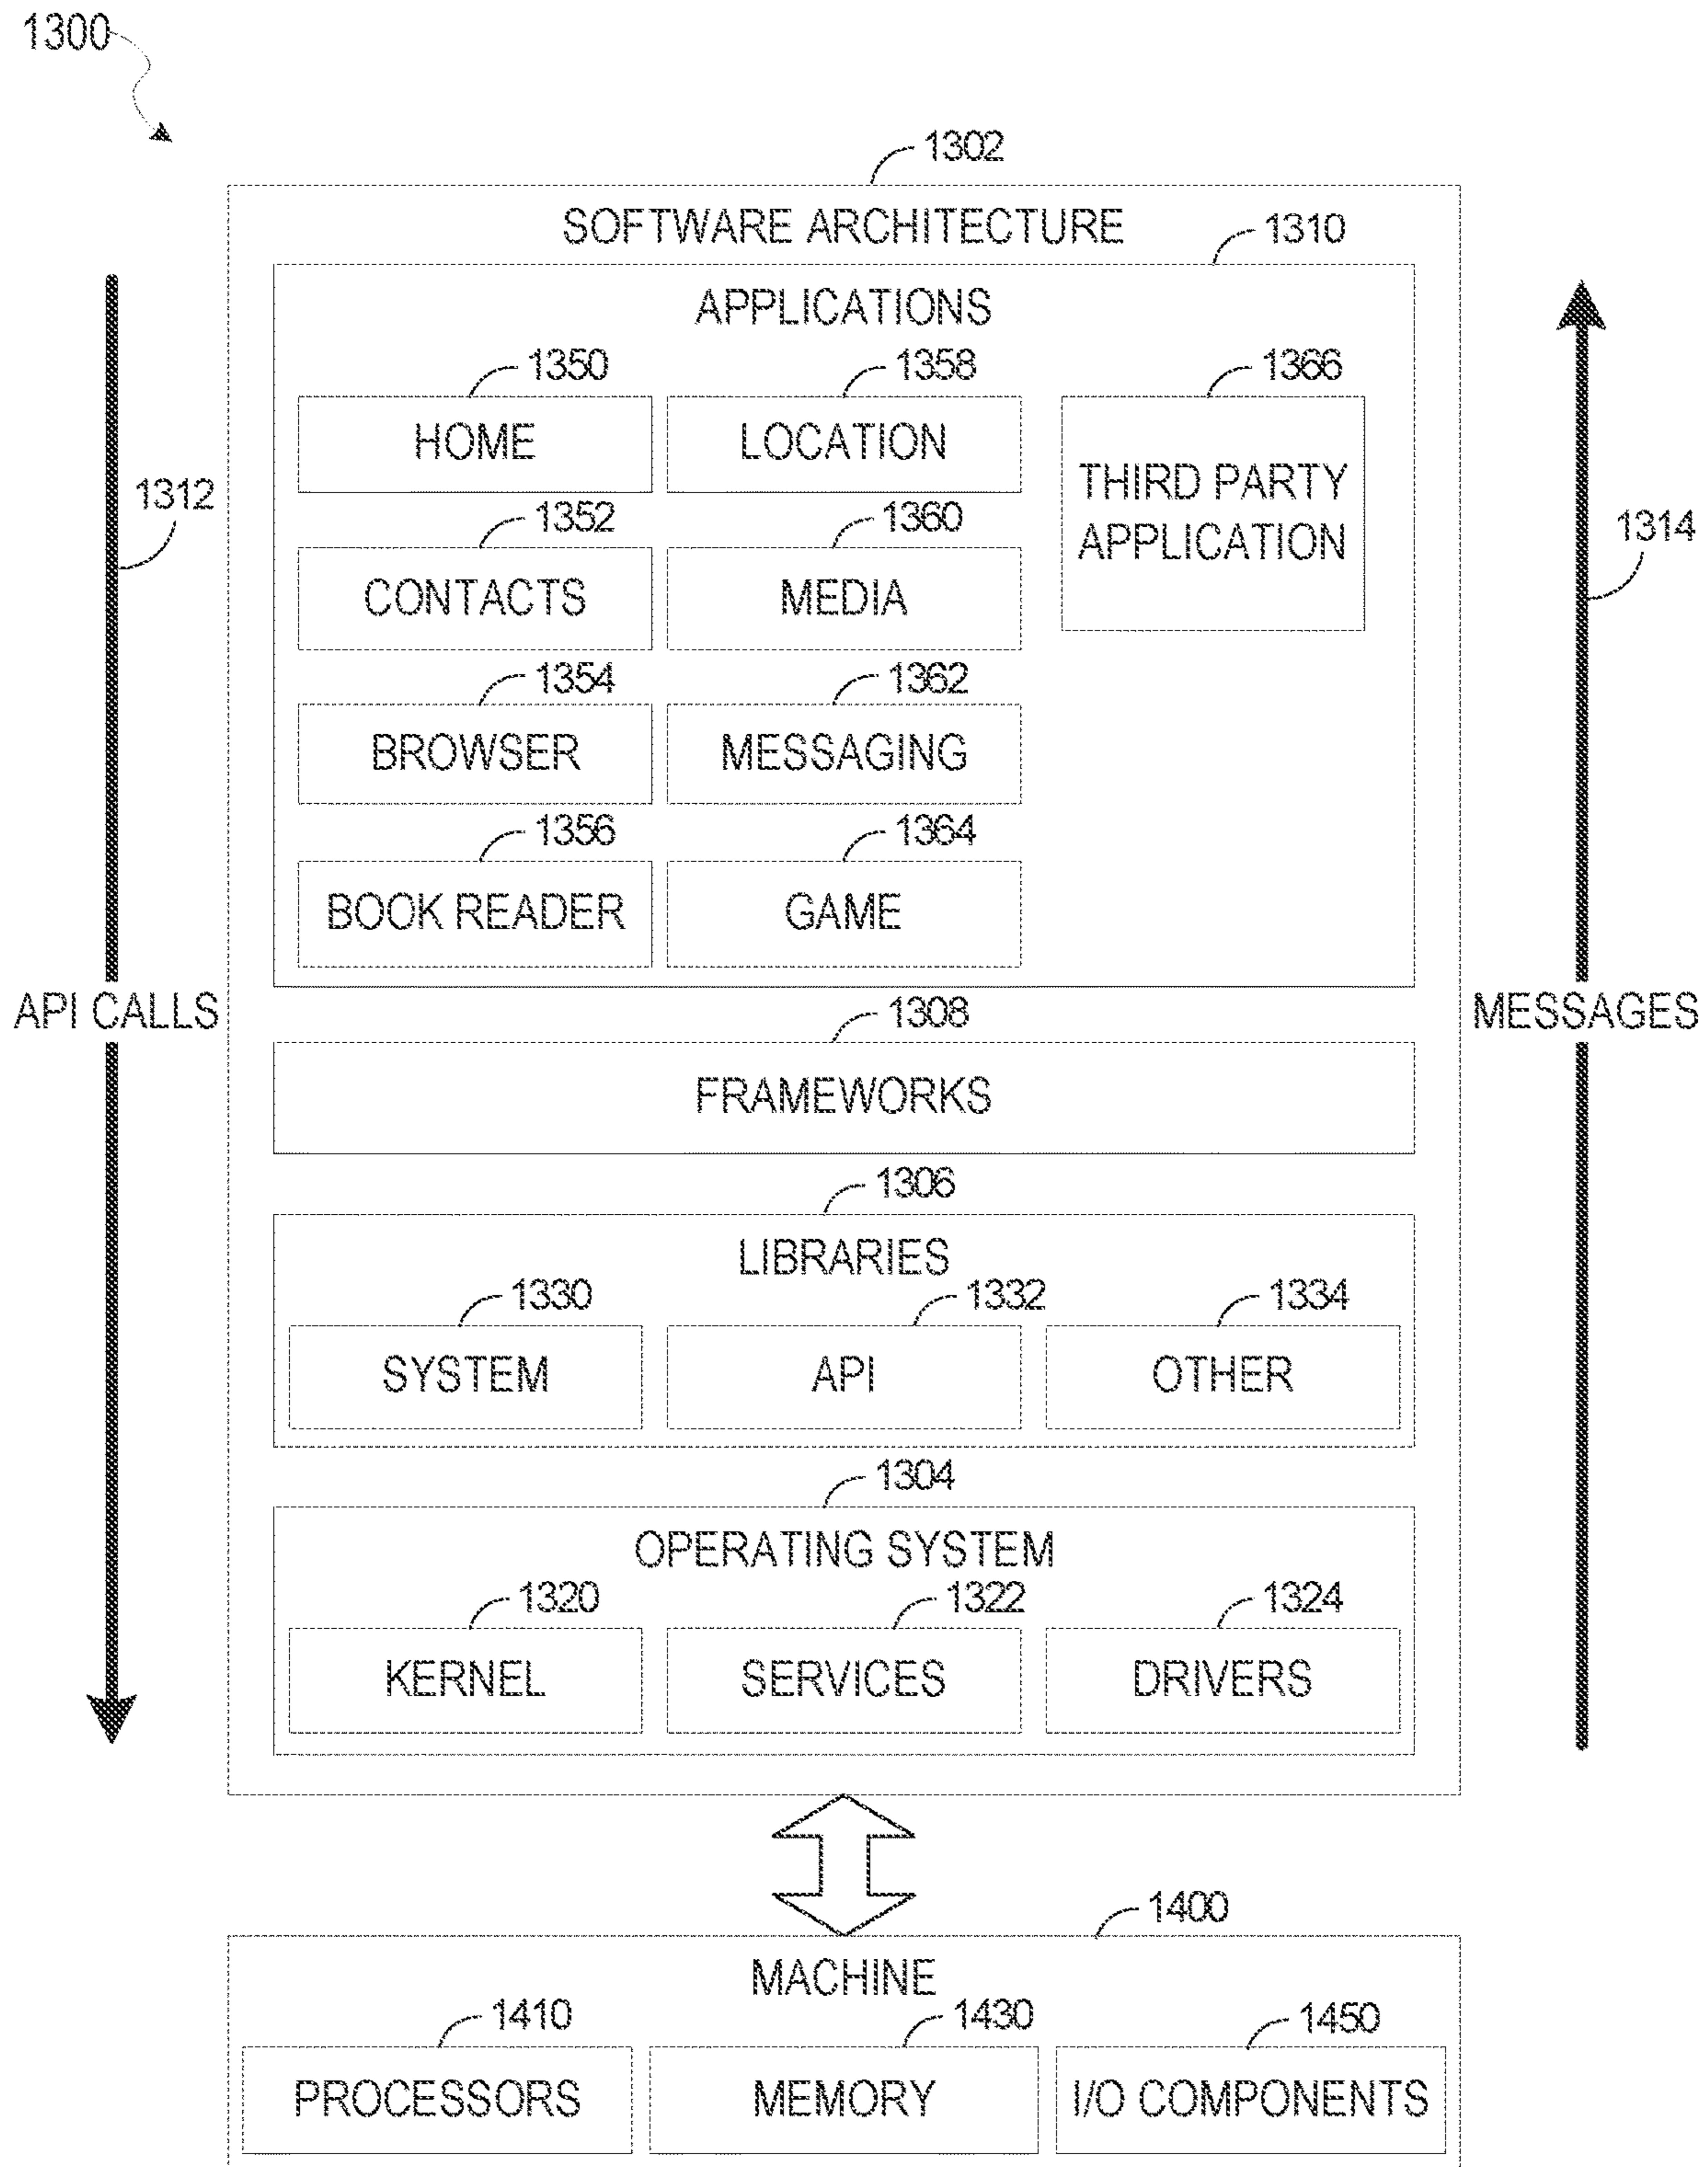 1300
1302
SOFTWARE ARCHITECTURE
1310
APPLICATIONS
1350
1358
1366
HOME
LOCATION
THIRD PARTY
APPLICATION
1312
1352
1360
1314
CONTACTS
MEDIA
1354
1362
BROWSER
MESSAGING
1356
1364
BOOK READER
GAME
API CALLS
1308
MESSAGES
FRAMEWORKS
1306
LIBRARIES
1330
1332
1334
SYSTEM
API
OTHER
1304
OPERATING SYSTEM
1320
1322
1324
KERNEL
SERVICES
DRIVERS
1400
MACHINE
1410
1430
1450
PROCESSORS
MEMORY
I/O COMPONENTS